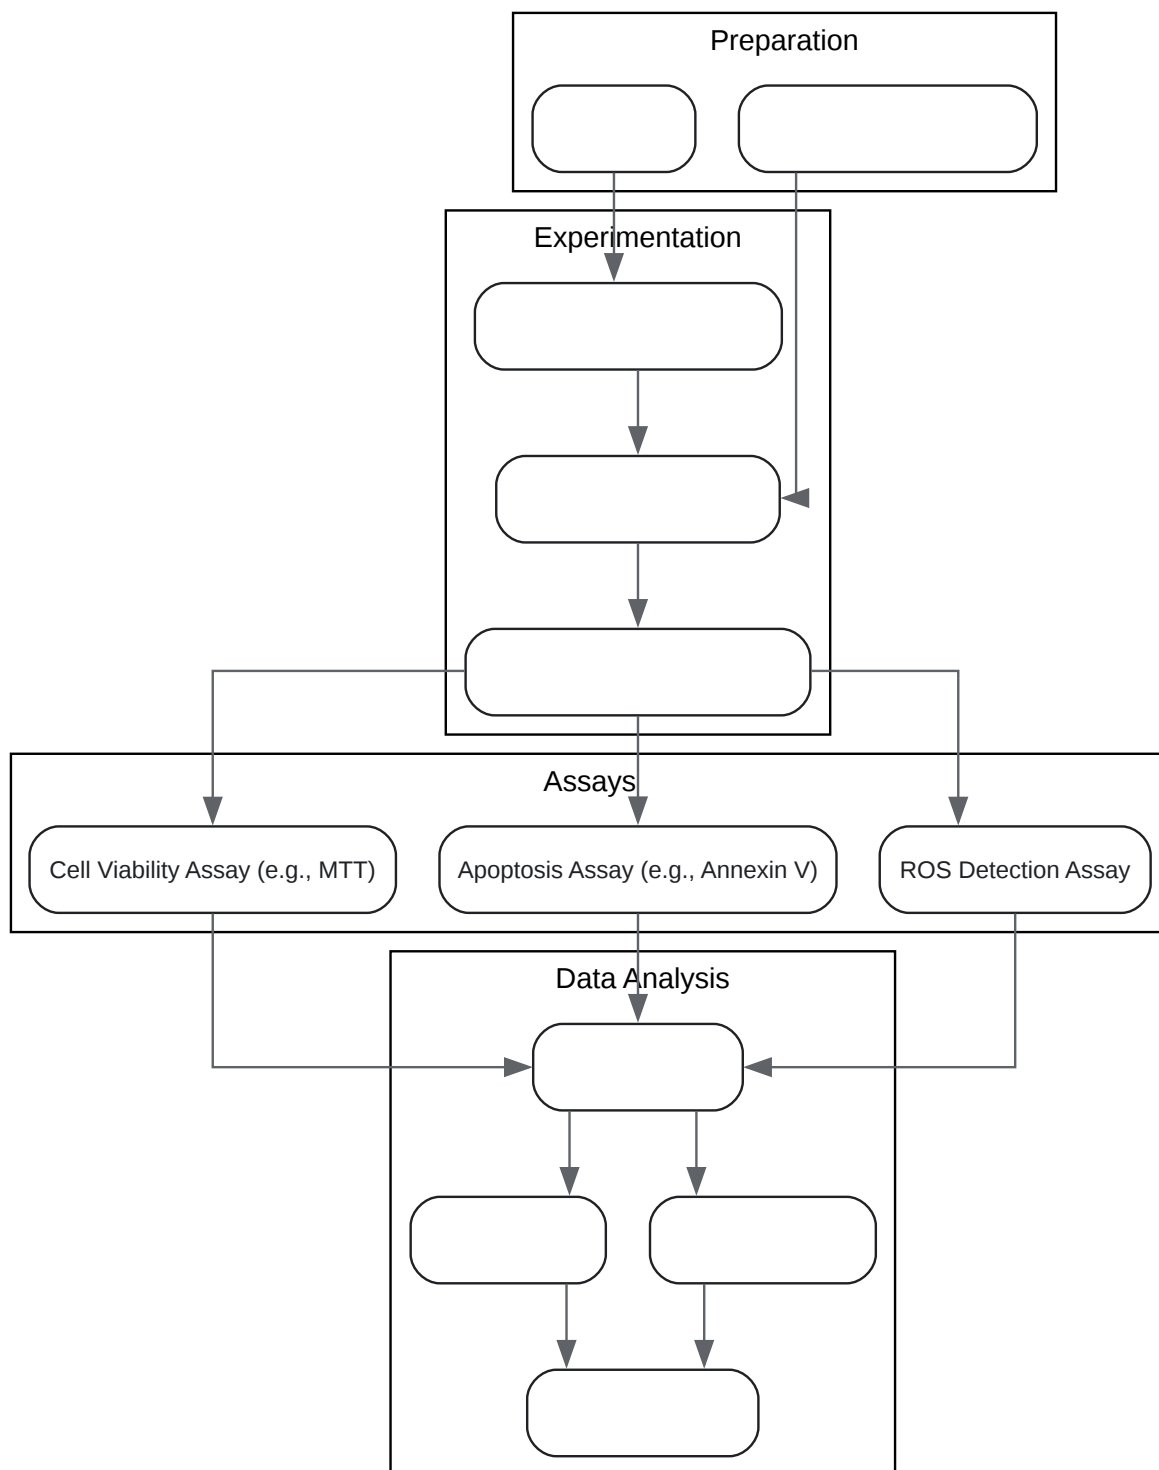 Preparation
Experimentation
Assays
Cell Viability Assay (e.g., MTT)
Apoptosis Assay (e.g., Annexin V)
ROS Detection Assay
Data Analysis